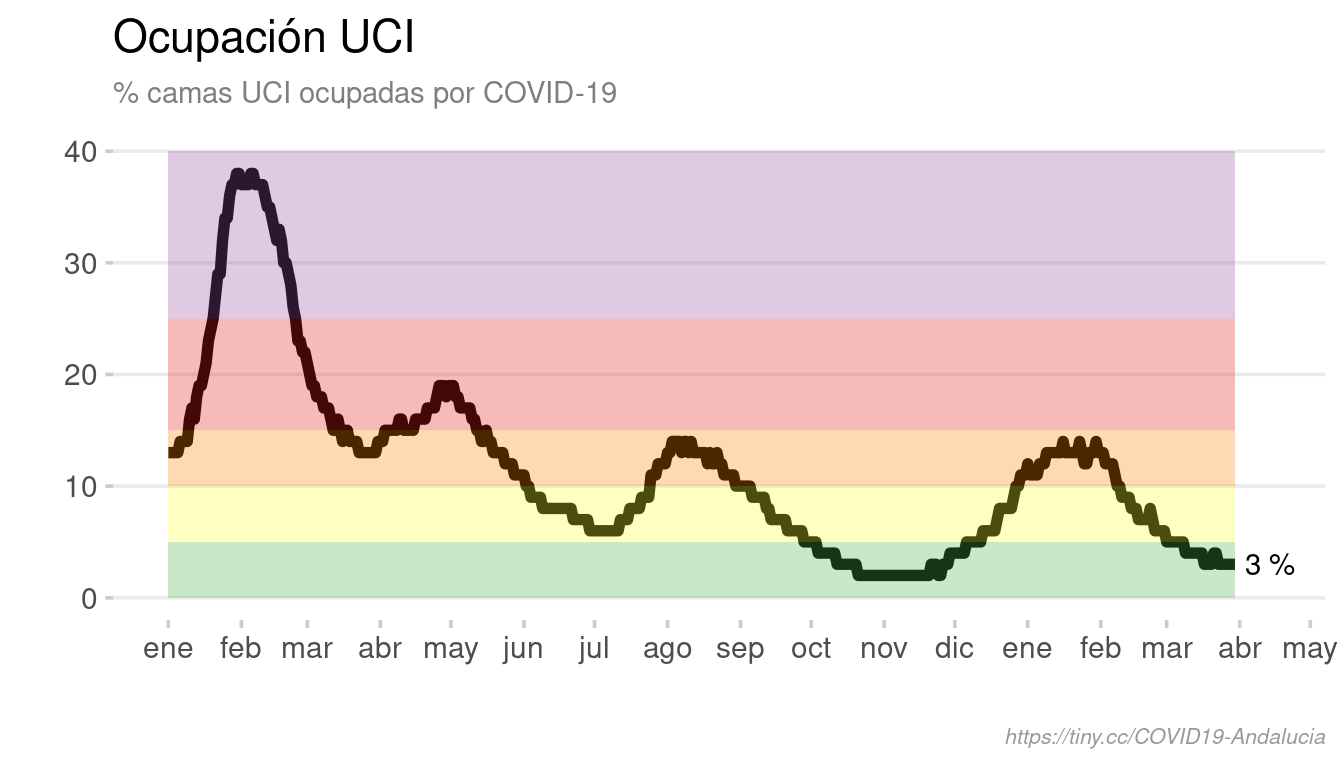 Ocupación UCI
% camas UCI ocupadas por COVID-19
40
30
20
10
0
3 %
ene feb mar abr may jun jul ago sep oct nov dic ene feb mar abr may
https://tiny.cc/COVID19-Andalucia